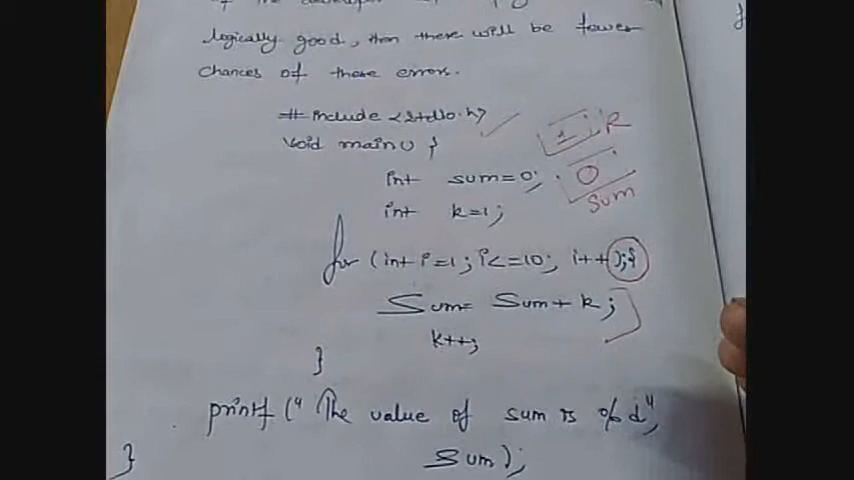 logically good, then there will be fewer
chances of these errors.
# include <stdio.h>
void main() {
int sum=0;
int k=1;
1 k
0
Sum
for (int i=1; i<=10; i++);{
Sum= Sum+k;
k++;
}
printf ("The value of sum is %d",
Sum);
}